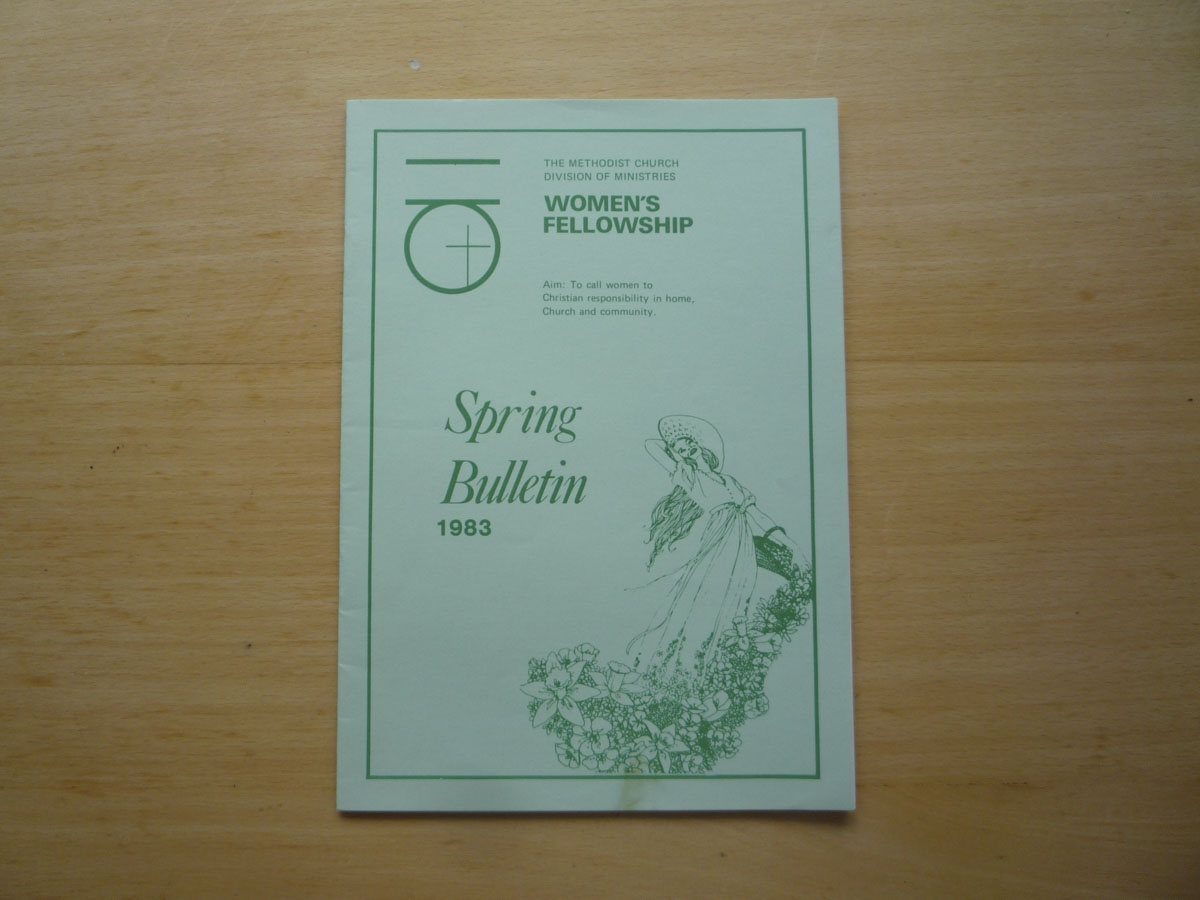 THE METHODIST CHURCH
DIVISION OF MINISTRIES
WOMEN'S
FELLOWSHIP
Aim: To call women to
Christian responsibility in home,
Church and community.
Spring
Bulletin
1983